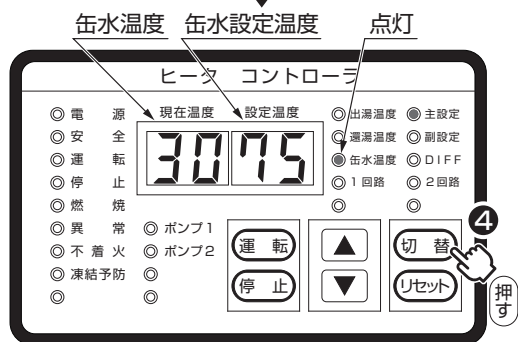 缶水温度 缶水設定温度 点灯
ヒータ コントローラ
現在温度 設定温度
30 75
電源
安全
運転
停止
燃焼
異常
不着火
凍結予防
ポンプ1
ポンプ2
出湯温度 主設定
還湯温度 副設定
缶水温度 DIFF
1回路 2回路
運転 ▲ 切替
停止 ▼ リセット
❹
押す